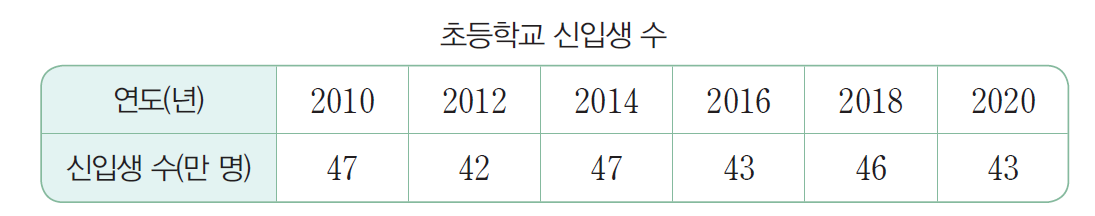 초등학교 신입생 수
연도(년) 2010 2012 2014 2016 2018 2020
신입생 수(만 명) 47 42 47 43 46 43